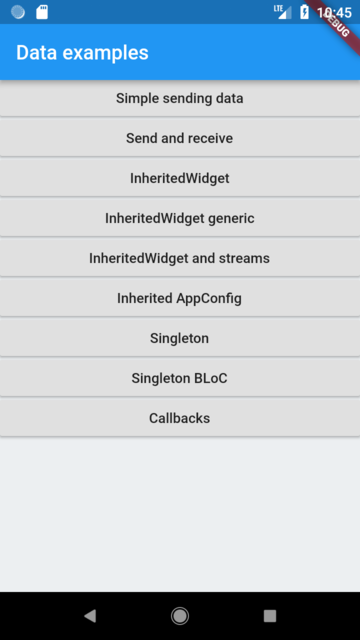 LTE 10:45
DEBUG
Data examples
Simple sending data
Send and receive
InheritedWidget
InheritedWidget generic
InheritedWidget and streams
Inherited AppConfig
Singleton
Singleton BLoC
Callbacks